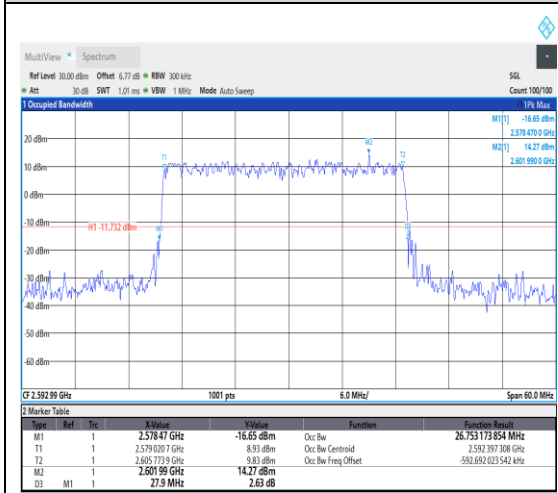 MultiView Spectrum
Ref Level 30.00 dBm Offset 6.77 dB RBW 300 kHz SGL
Att 30 dB SWT 1.01 ms VBW 1 MHz Mode Auto Sweep Count 100/100
1 Occupied Bandwidth 1Pk Max
M1[1] -16.65 dBm
2.578 470 0 GHz
M2[1] 14.27 dBm
2.601 990 0 GHz
20 dBm
M2
T1
T2
10 dBm
0 dBm
-10 dBm
H1 -11.732 dBm
M1
D3
-20 dBm
-30 dBm
-40 dBm
-50 dBm
-60 dBm
CF 2.592 99 GHz 1001 pts 6.0 MHz/ Span 60.0 MHz
2 Marker Table
Type Ref Trc X-Value Y-Value Function Function Result
M1 1 2.578 47 GHz -16.65 dBm Occ Bw 26.753 173 854 MHz
T1 1 2.579 020 7 GHz 8.93 dBm Occ Bw Centroid 2.592 397 308 GHz
T2 1 2.605 773 9 GHz 9.83 dBm Occ Bw Freq Offset -592.692 023 542 kHz
M2 1 2.601 99 GHz 14.27 dBm
D3 M1 1 27.9 MHz 2.63 dB